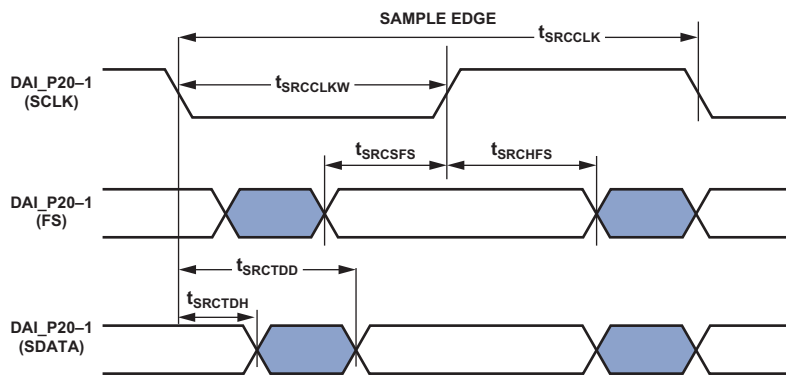 SAMPLE EDGE
tSRCCLK
DAI_P20–1
(SCLK)
tSRCCLKW
tSRCSFS
tSRCHFS
DAI_P20–1
(FS)
tSRCTDD
tSRCTDH
DAI_P20–1
(SDATA)